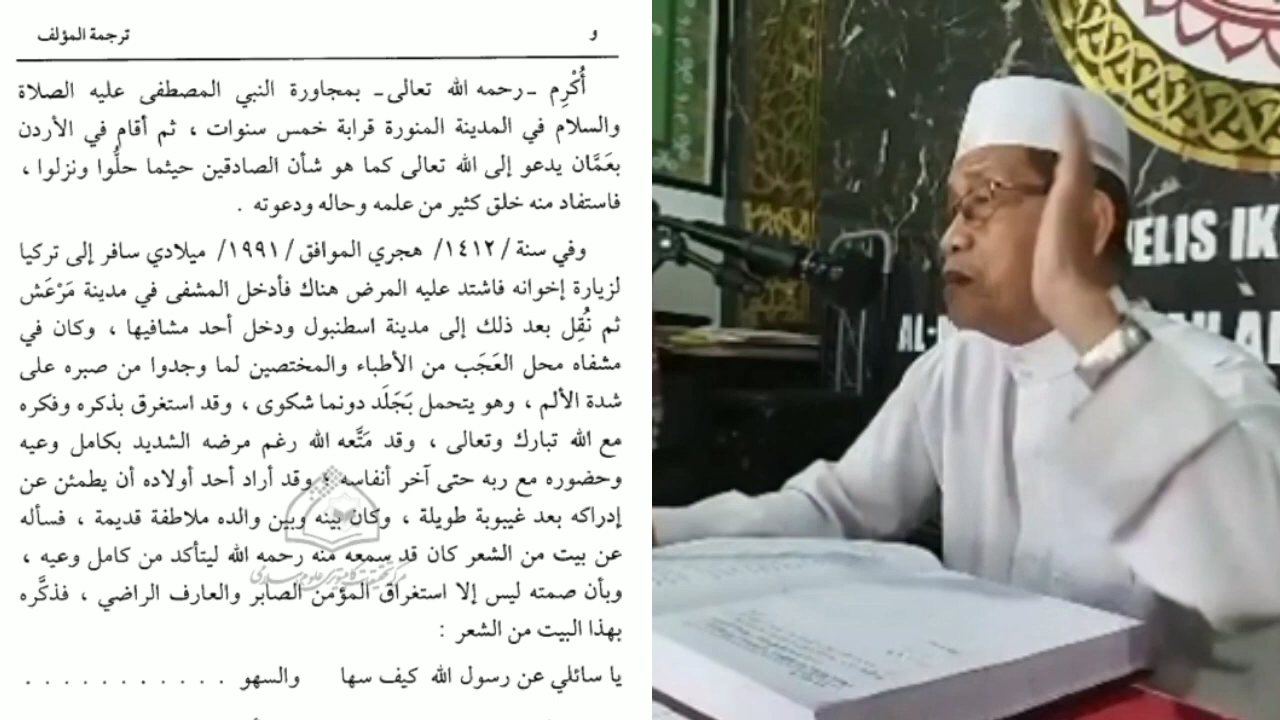 ترجمة المؤلف
و
أُكْرِم -رحمه الله تعالى- بمجاورة النبي المصطفى عليه الصلاة
والسلام في المدينة المنورة قرابة خمس سنوات ، ثم أقام في الأردن
بعَمَّان يدعو إلى الله تعالى كما هو شأن الصادقين حيثما حلُّوا ونزلوا ،
فاستفاد منه خلق كثير من علمه وحاله ودعوته .
وفي سنة /١٤١٢/ هجري الموافق /١٩٩١/ ميلادي سافر إلى تركيا
لزيارة إخوانه فاشتد عليه المرض هناك فأدخل المشفى في مدينة مَرْعَش
ثم نُقِل بعد ذلك إلى مدينة اسطنبول ودخل أحد مشافيها ، وكان في
مشفاه محل العَجَب من الأطباء والمختصين لما وجدوا من صبره على
شدة الألم ، وهو يتحمل بَجَلَد دونما شكوى ، وقد استغرق بذكره وفكره
مع الله تبارك وتعالى ، وقد مَتَّعه الله رغم مرضه الشديد بكامل وعيه
وحضوره مع ربه حتى آخر أنفاسه ؛ وقد أراد أحد أولاده أن يطمئن عن
إدراكه بعد غيبوبة طويلة ، وكان بينه وبين والده ملاطفة قديمة ، فسأله
عن بيت من الشعر كان قد سمعه منه رحمه الله ليتأكد من كامل وعيه ،
وبأن صمته ليس إلا استغراق المؤمن الصابر والعارف الراضي ، فذكَّره
بهذا البيت من الشعر :
يا سائلي عن رسول الله كيف سها والسهو . . . . . . . . . . .
ELIS IK
AL-